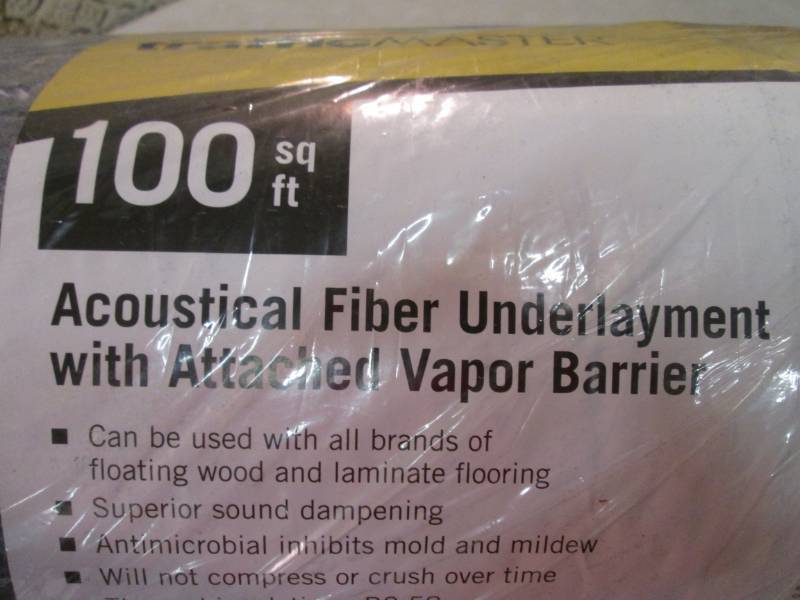 trafficMASTER
100 sq ft
Acoustical Fiber Underlayment
with Attached Vapor Barrier
■ Can be used with all brands of
floating wood and laminate flooring
■ Superior sound dampening
■ Antimicrobial inhibits mold and mildew
■ Will not compress or crush over time